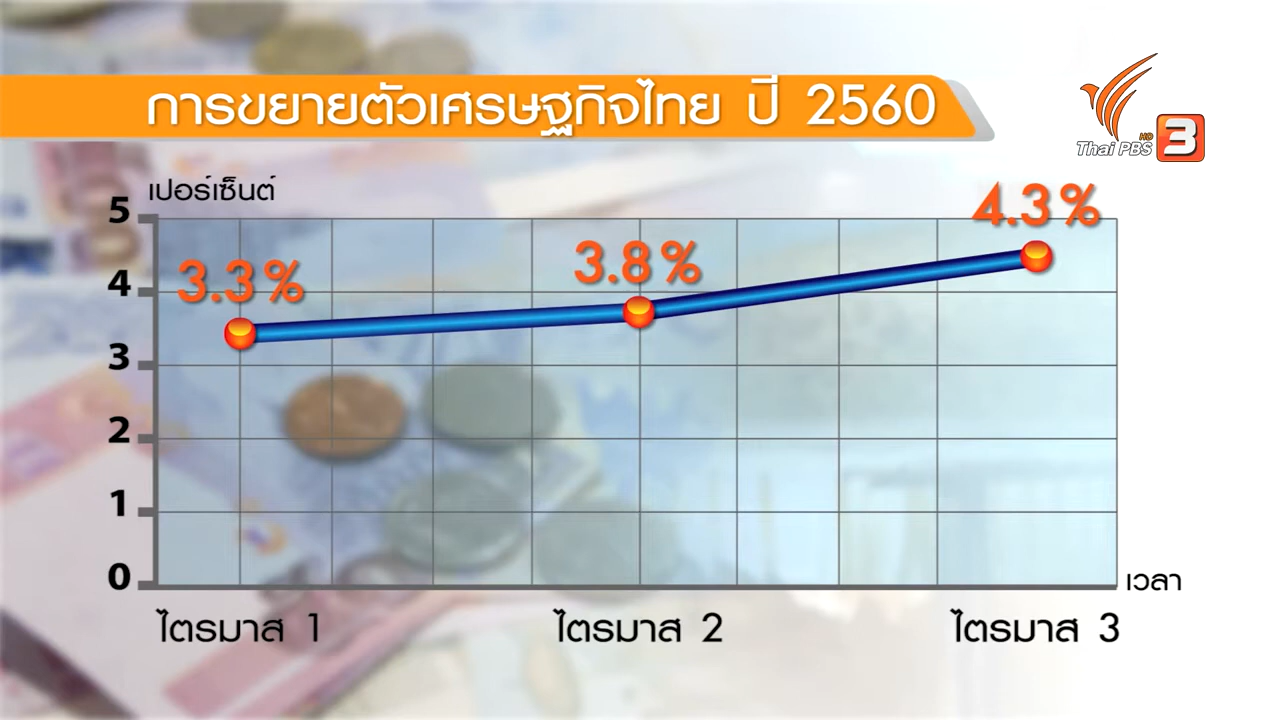 การขยายตัวเศรษฐกิจไทย ปี 2560
HD
Thai PBS 3
เปอร์เซ็นต์
5
4
3
2
1
0
3.3%
3.8%
4.3%
เวลา
ไตรมาส 1
ไตรมาส 2
ไตรมาส 3